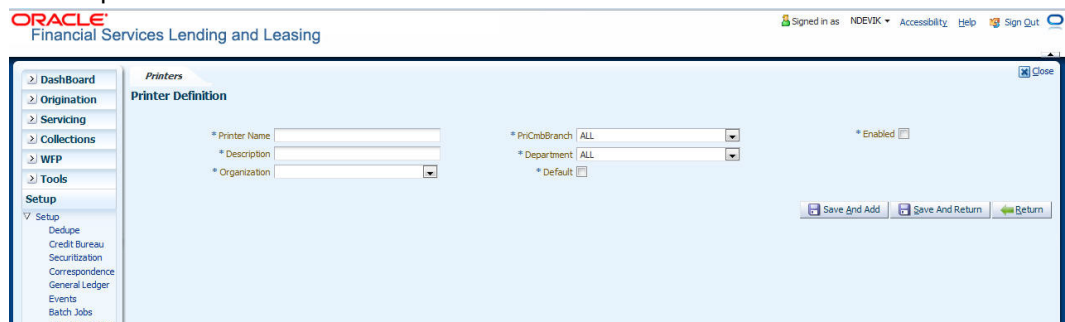 ORACLE®
Financial Services Lending and Leasing
Signed in as NDEVIK Accessibility Help Sign Out
Close
DashBoard
Origination
Servicing
Collections
WFP
Tools
Setup
Setup
Dedupe
Credit Bureau
Securitization
Correspondence
General Ledger
Events
Batch Jobs
Printers
Printer Definition
* Printer Name
* Description
* Organization
* PriCmbBranch ALL
* Department ALL
* Default
* Enabled
Save And Add Save And Return Return